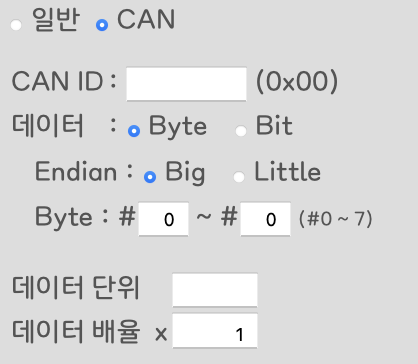 일반 CAN
CAN ID : (0x00)
데이터 : Byte Bit
Endian : Big Little
Byte : # 0 ~ # 0 (#0 ~ 7)
데이터 단위
데이터 배율 x 1